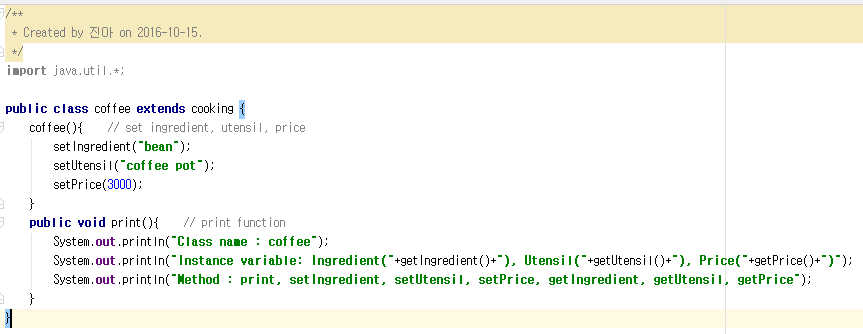 /**
 * Created by 진아 on 2016-10-15.
 */
import java.util.*;

public class coffee extends cooking {
    coffee(){    // set ingredient, utensil, price
        setIngredient("bean");
        setUtensil("coffee pot");
        setPrice(3000);
    }
    public void print(){    // print function
        System.out.println("Class name : coffee");
        System.out.println("Instance variable: Ingredient("+getIngredient()+"), Utensil("+getUtensil()+"), Price("+getPrice()+")");
        System.out.println("Method : print, setIngredient, setUtensil, setPrice, getIngredient, getUtensil, getPrice");
    }
}